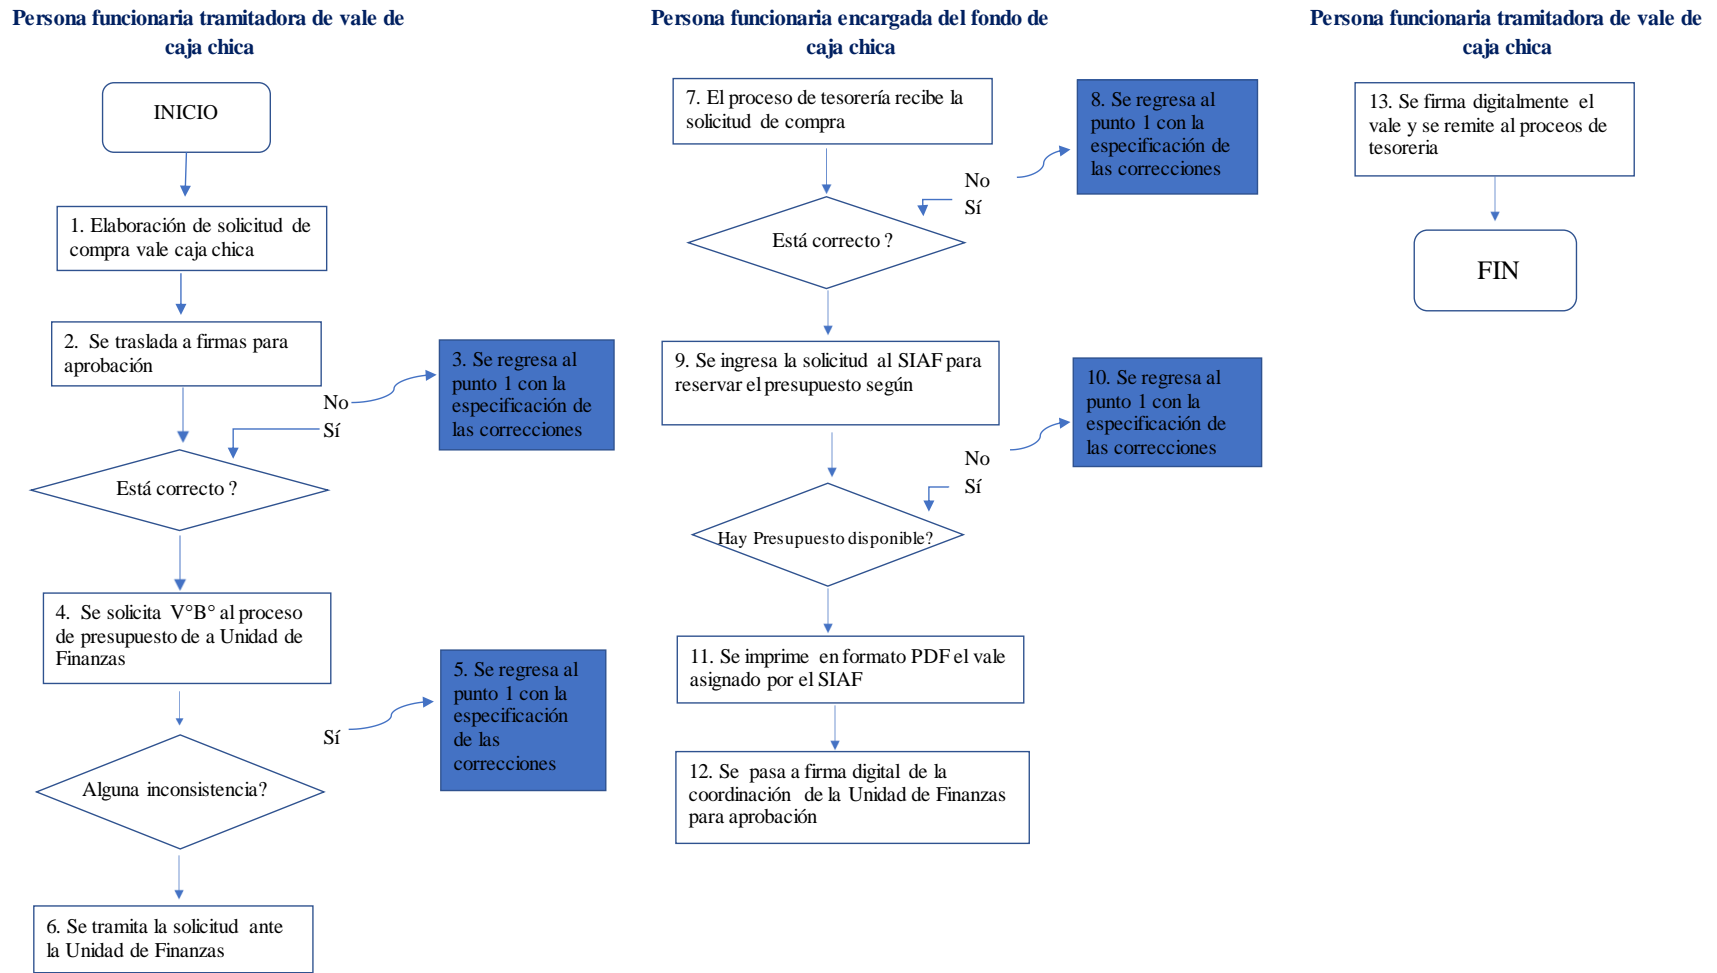 Persona funcionaria tramitadora de vale de
caja chica
INICIO
1. Elaboración de solicitud de
compra vale caja chica
2. Se traslada a firmas para
aprobación
No
Sí
3. Se regresa al
punto 1 con la
especificación de
las correcciones
Está correcto ?
4. Se solicita V°B° al proceso
de presupuesto de a Unidad de
Finanzas
Sí
5. Se regresa al
punto 1 con la
especificación
de las
correcciones
Alguna inconsistencia?
6. Se tramita la solicitud ante
la Unidad de Finanzas
Persona funcionaria encargada del fondo de
caja chica
7. El proceso de tesorería recibe la
solicitud de compra
No
Sí
8. Se regresa al
punto 1 con la
especificación de
las correcciones
Está correcto ?
9. Se ingresa la solicitud al SIAF para
reservar el presupuesto según
No
Sí
10. Se regresa al
punto 1 con la
especificación de
las correcciones
Hay Presupuesto disponible?
11. Se imprime en formato PDF el vale
asignado por el SIAF
12. Se pasa a firma digital de la
coordinación de la Unidad de Finanzas
para aprobación
Persona funcionaria tramitadora de vale de
caja chica
13. Se firma digitalmente el
vale y se remite al proceos de
tesoreria
FIN